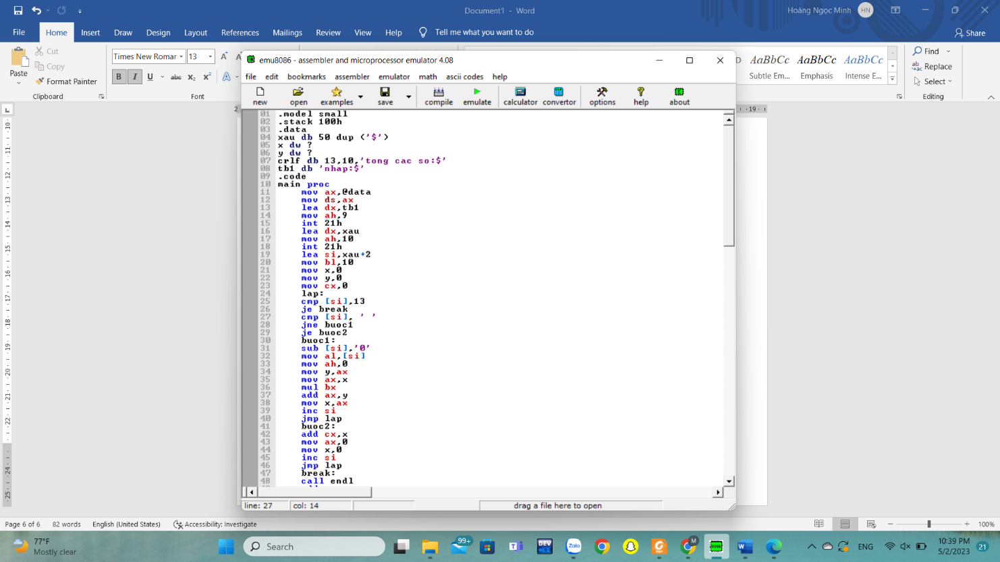 Document1 - Word
Hoàng Ngọc Minh HN
File Home Insert Draw Design Layout References Mailings Review View Help Tell me what you want to do Share
Paste
Cut
Copy
Format Painter
Clipboard
Times New Romar 13
B I U abc x₂ x² A
Font
AaBbCc AaBbCc AaBbCc
Subtle Em... Emphasis Intense E...
Find
Replace
Select
Editing
emu8086 - assembler and microprocessor emulator 4.08
file edit bookmarks assembler emulator math ascii codes help
new open examples save compile emulate calculator convertor options help about
01 .model small
02 .stack 100h
03 .data
04 xau db 50 dup ('$')
05 x dw ?
06 y dw ?
07 crlf db 13,10,'tong cac so:$'
08 tb1 db 'nhap:$'
09 .code
10 main proc
11 mov ax,@data
12 mov ds,ax
13 lea dx,tb1
14 mov ah,9
15 int 21h
16 lea dx,xau
17 mov ah,10
18 int 21h
19 lea si,xau+2
20 mov bl,10
21 mov x,0
22 mov y,0
23 mov cx,0
24 lap:
25 cmp [si],13
26 je break
27 cmp [si], ' '
28 jne buoc1
29 je buoc2
30 buoc1:
31 sub [si],'0'
32 mov al,[si]
33 mov ah,0
34 mov y,ax
35 mov ax,x
36 mul bx
37 add ax,y
38 mov x,ax
39 inc si
40 jmp lap
41 buoc2:
42 add cx,x
43 mov ax,0
44 mov x,0
45 inc si
46 jmp lap
47 break:
48 call endl
line: 27 col: 14 drag a file here to open
Page 6 of 6 82 words English (United States) Accessibility: Investigate 100%
77°F
Mostly clear
Search
99+
DEV
Zalo
M
ENG
10:39 PM
5/2/2023
21